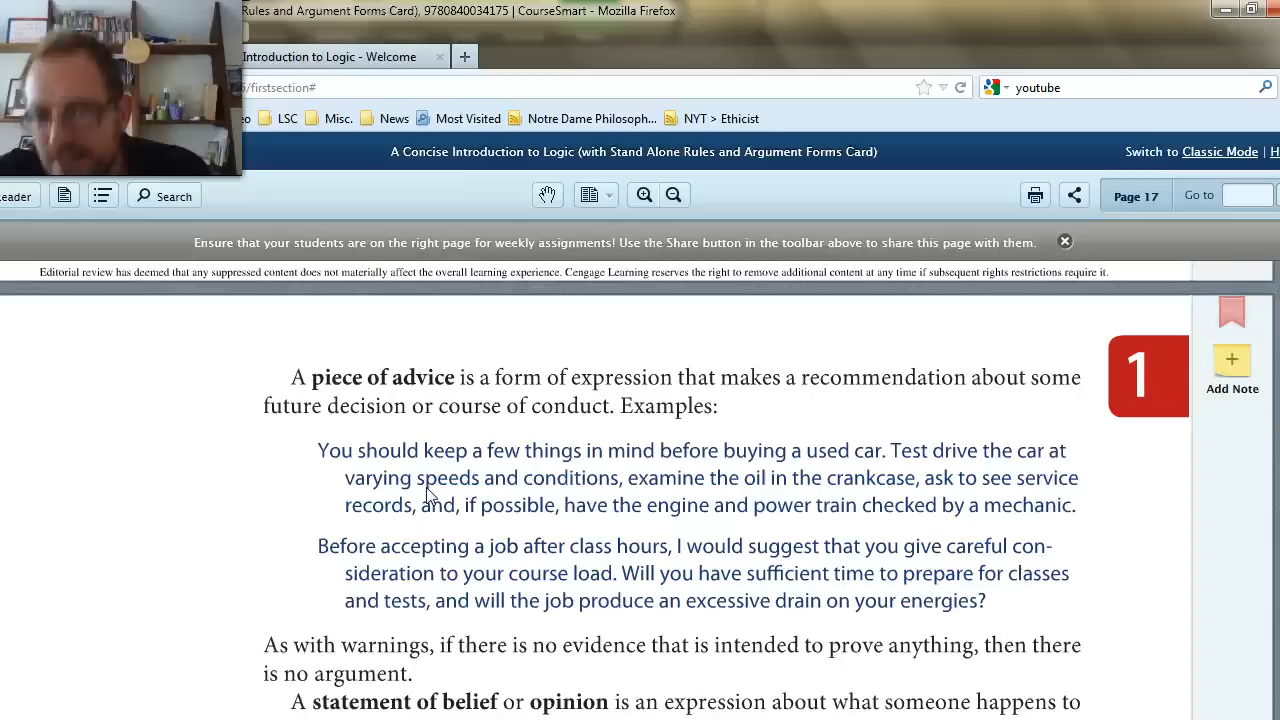 Rules and Argument Forms Card), 9780840034175 | CourseSmart - Mozilla Firefox
Introduction to Logic - Welcome
/firstsection#
youtube
LSC
Misc.
News
Most Visited
Notre Dame Philosoph...
NYT > Ethicist
A Concise Introduction to Logic (with Stand Alone Rules and Argument Forms Card)
Switch to Classic Mode | H
Search
Page 17
Go to
Ensure that your students are on the right page for weekly assignments! Use the Share button in the toolbar above to share this page with them.
Editorial review has deemed that any suppressed content does not materially affect the overall learning experience. Cengage Learning reserves the right to remove additional content at any time if subsequent rights restrictions require it.
A piece of advice is a form of expression that makes a recommendation about some
future decision or course of conduct. Examples:
1
Add Note
You should keep a few things in mind before buying a used car. Test drive the car at
varying speeds and conditions, examine the oil in the crankcase, ask to see service
records, and, if possible, have the engine and power train checked by a mechanic.
Before accepting a job after class hours, I would suggest that you give careful con-
sideration to your course load. Will you have sufficient time to prepare for classes
and tests, and will the job produce an excessive drain on your energies?
As with warnings, if there is no evidence that is intended to prove anything, then there
is no argument.
A statement of belief or opinion is an expression about what someone happens to